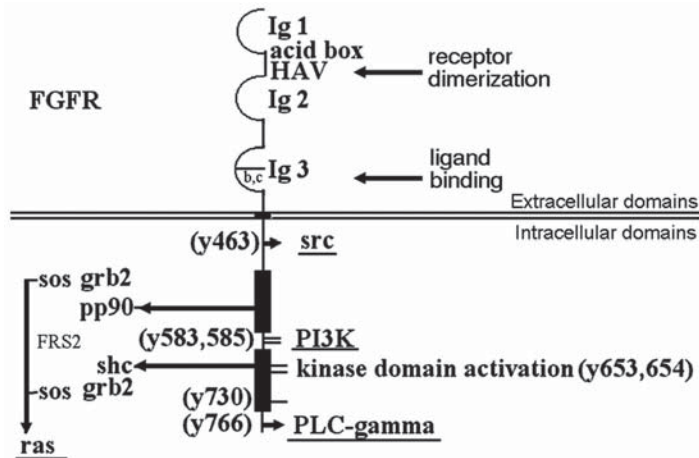 Ig 1
acid box
HAV
receptor
dimerization
FGFR
Ig 2
Ig 3
b,c
ligand
binding
Extracellular domains
Intracellular domains
(y463)
src
sos grb2
pp90
(y583,585)
PI3K
FRS2
shc
kinase domain activation (y653,654)
sos grb2
(y730)
(y766)
PLC-gamma
ras